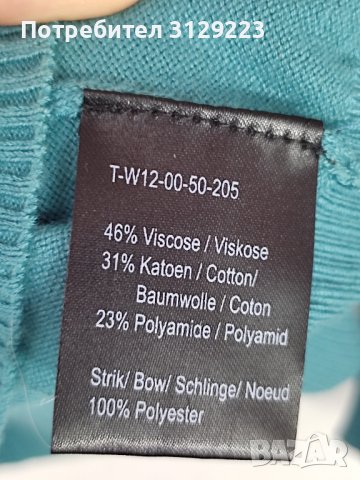 Потребител 3129223
T-W12-00-50-205
46% Viscose / Viskose
31% Katoen / Cotton/
Baumwolle / Coton
23% Polyamide / Polyamid
Strik/ Bow/ Schlinge/ Noeud
100% Polyester
BAZAR